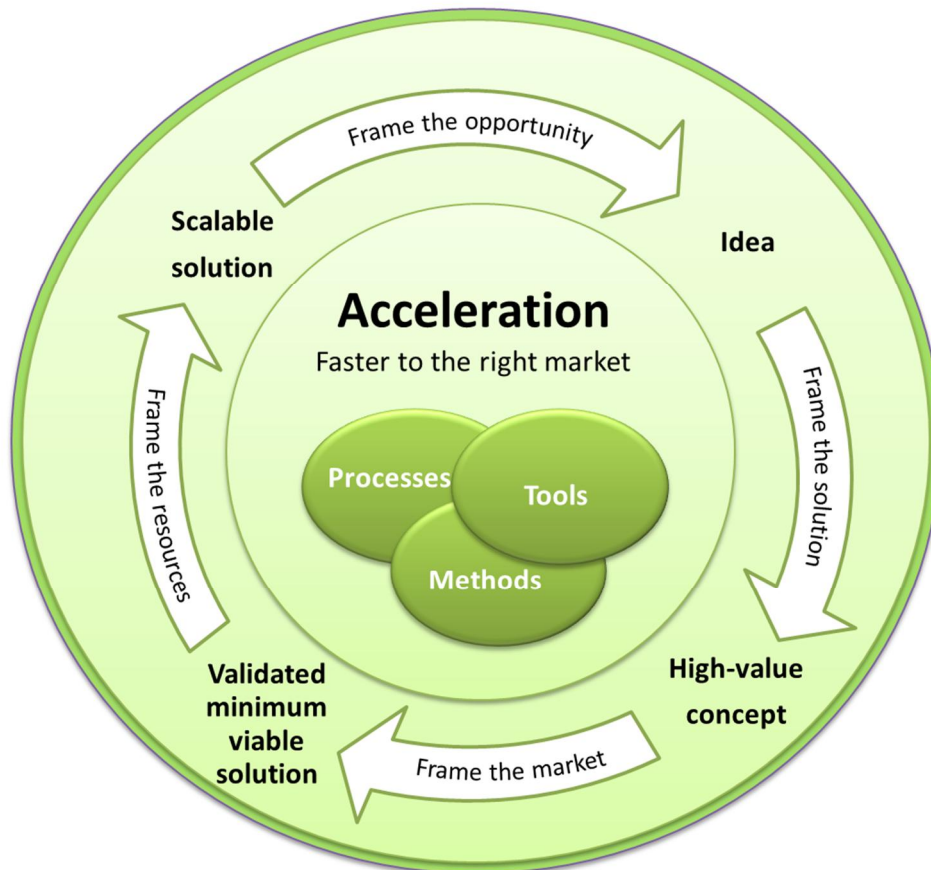 Frame the opportunity
Scalable
solution
Idea
Acceleration
Faster to the right market
Frame the solution
Frame the resources
Processes
Tools
Methods
High-value
concept
Validated
minimum
viable
solution
Frame the market